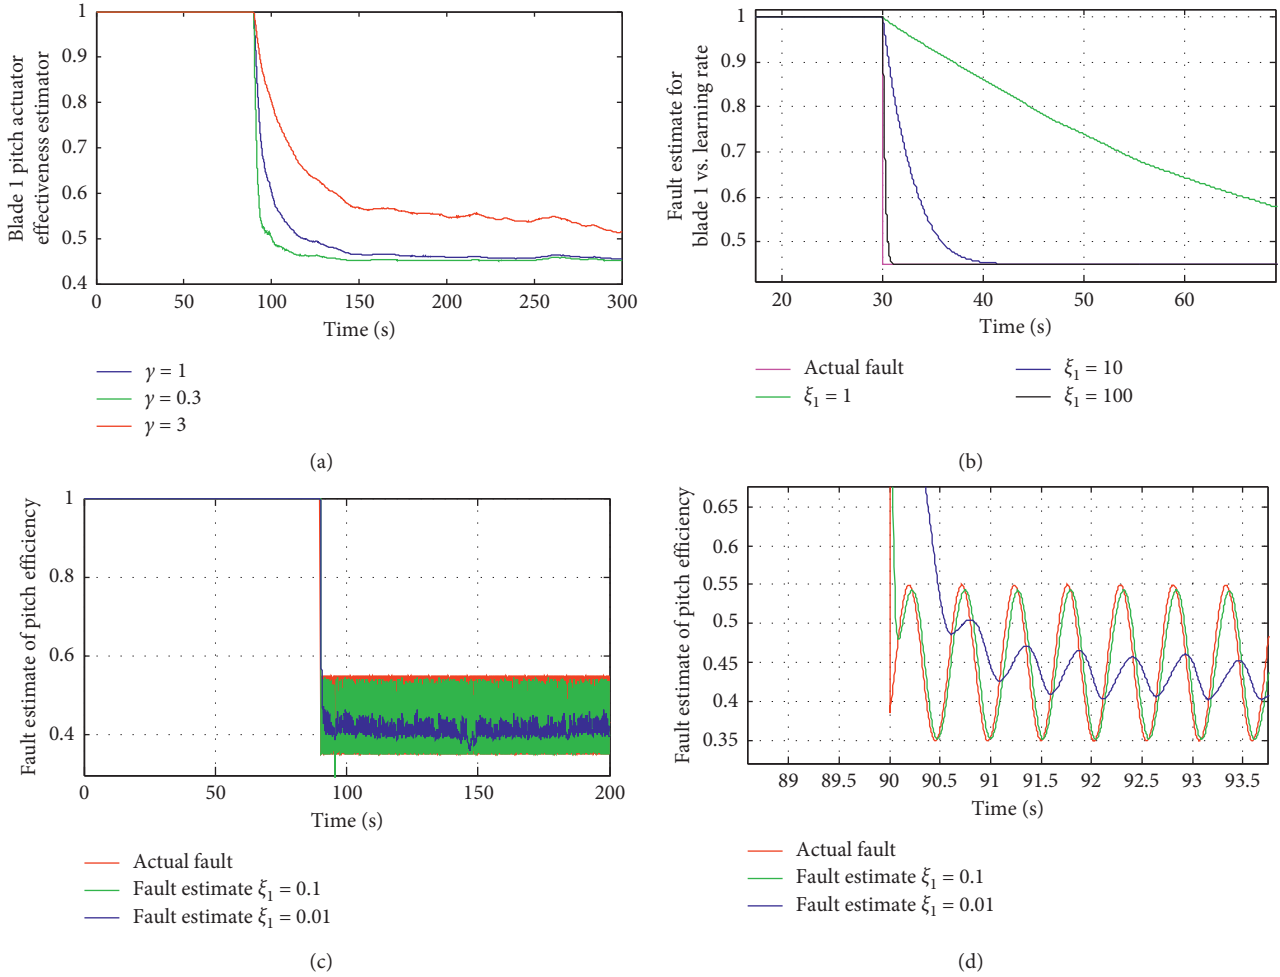 Blade 1 pitch actuator
effectiveness estimator
1
0.9
0.8
0.7
0.6
0.5
0.4
0 50 100 150 200 250 300
Time (s)
γ = 1
γ = 0.3
γ = 3
(a)
Fault estimate for
blade 1 vs. learning rate
1
0.9
0.8
0.7
0.6
0.5
20 30 40 50 60
Time (s)
Actual fault
ξ1 = 1
ξ1 = 10
ξ1 = 100
(b)
Fault estimate of pitch efficiency
1
0.8
0.6
0.4
0 50 100 150 200
Time (s)
Actual fault
Fault estimate ξ1 = 0.1
Fault estimate ξ1 = 0.01
(c)
Fault estimate of pitch efficiency
0.65
0.6
0.55
0.5
0.45
0.4
0.35
89 89.5 90 90.5 91 91.5 92 92.5 93 93.5
Time (s)
Actual fault
Fault estimate ξ1 = 0.1
Fault estimate ξ1 = 0.01
(d)